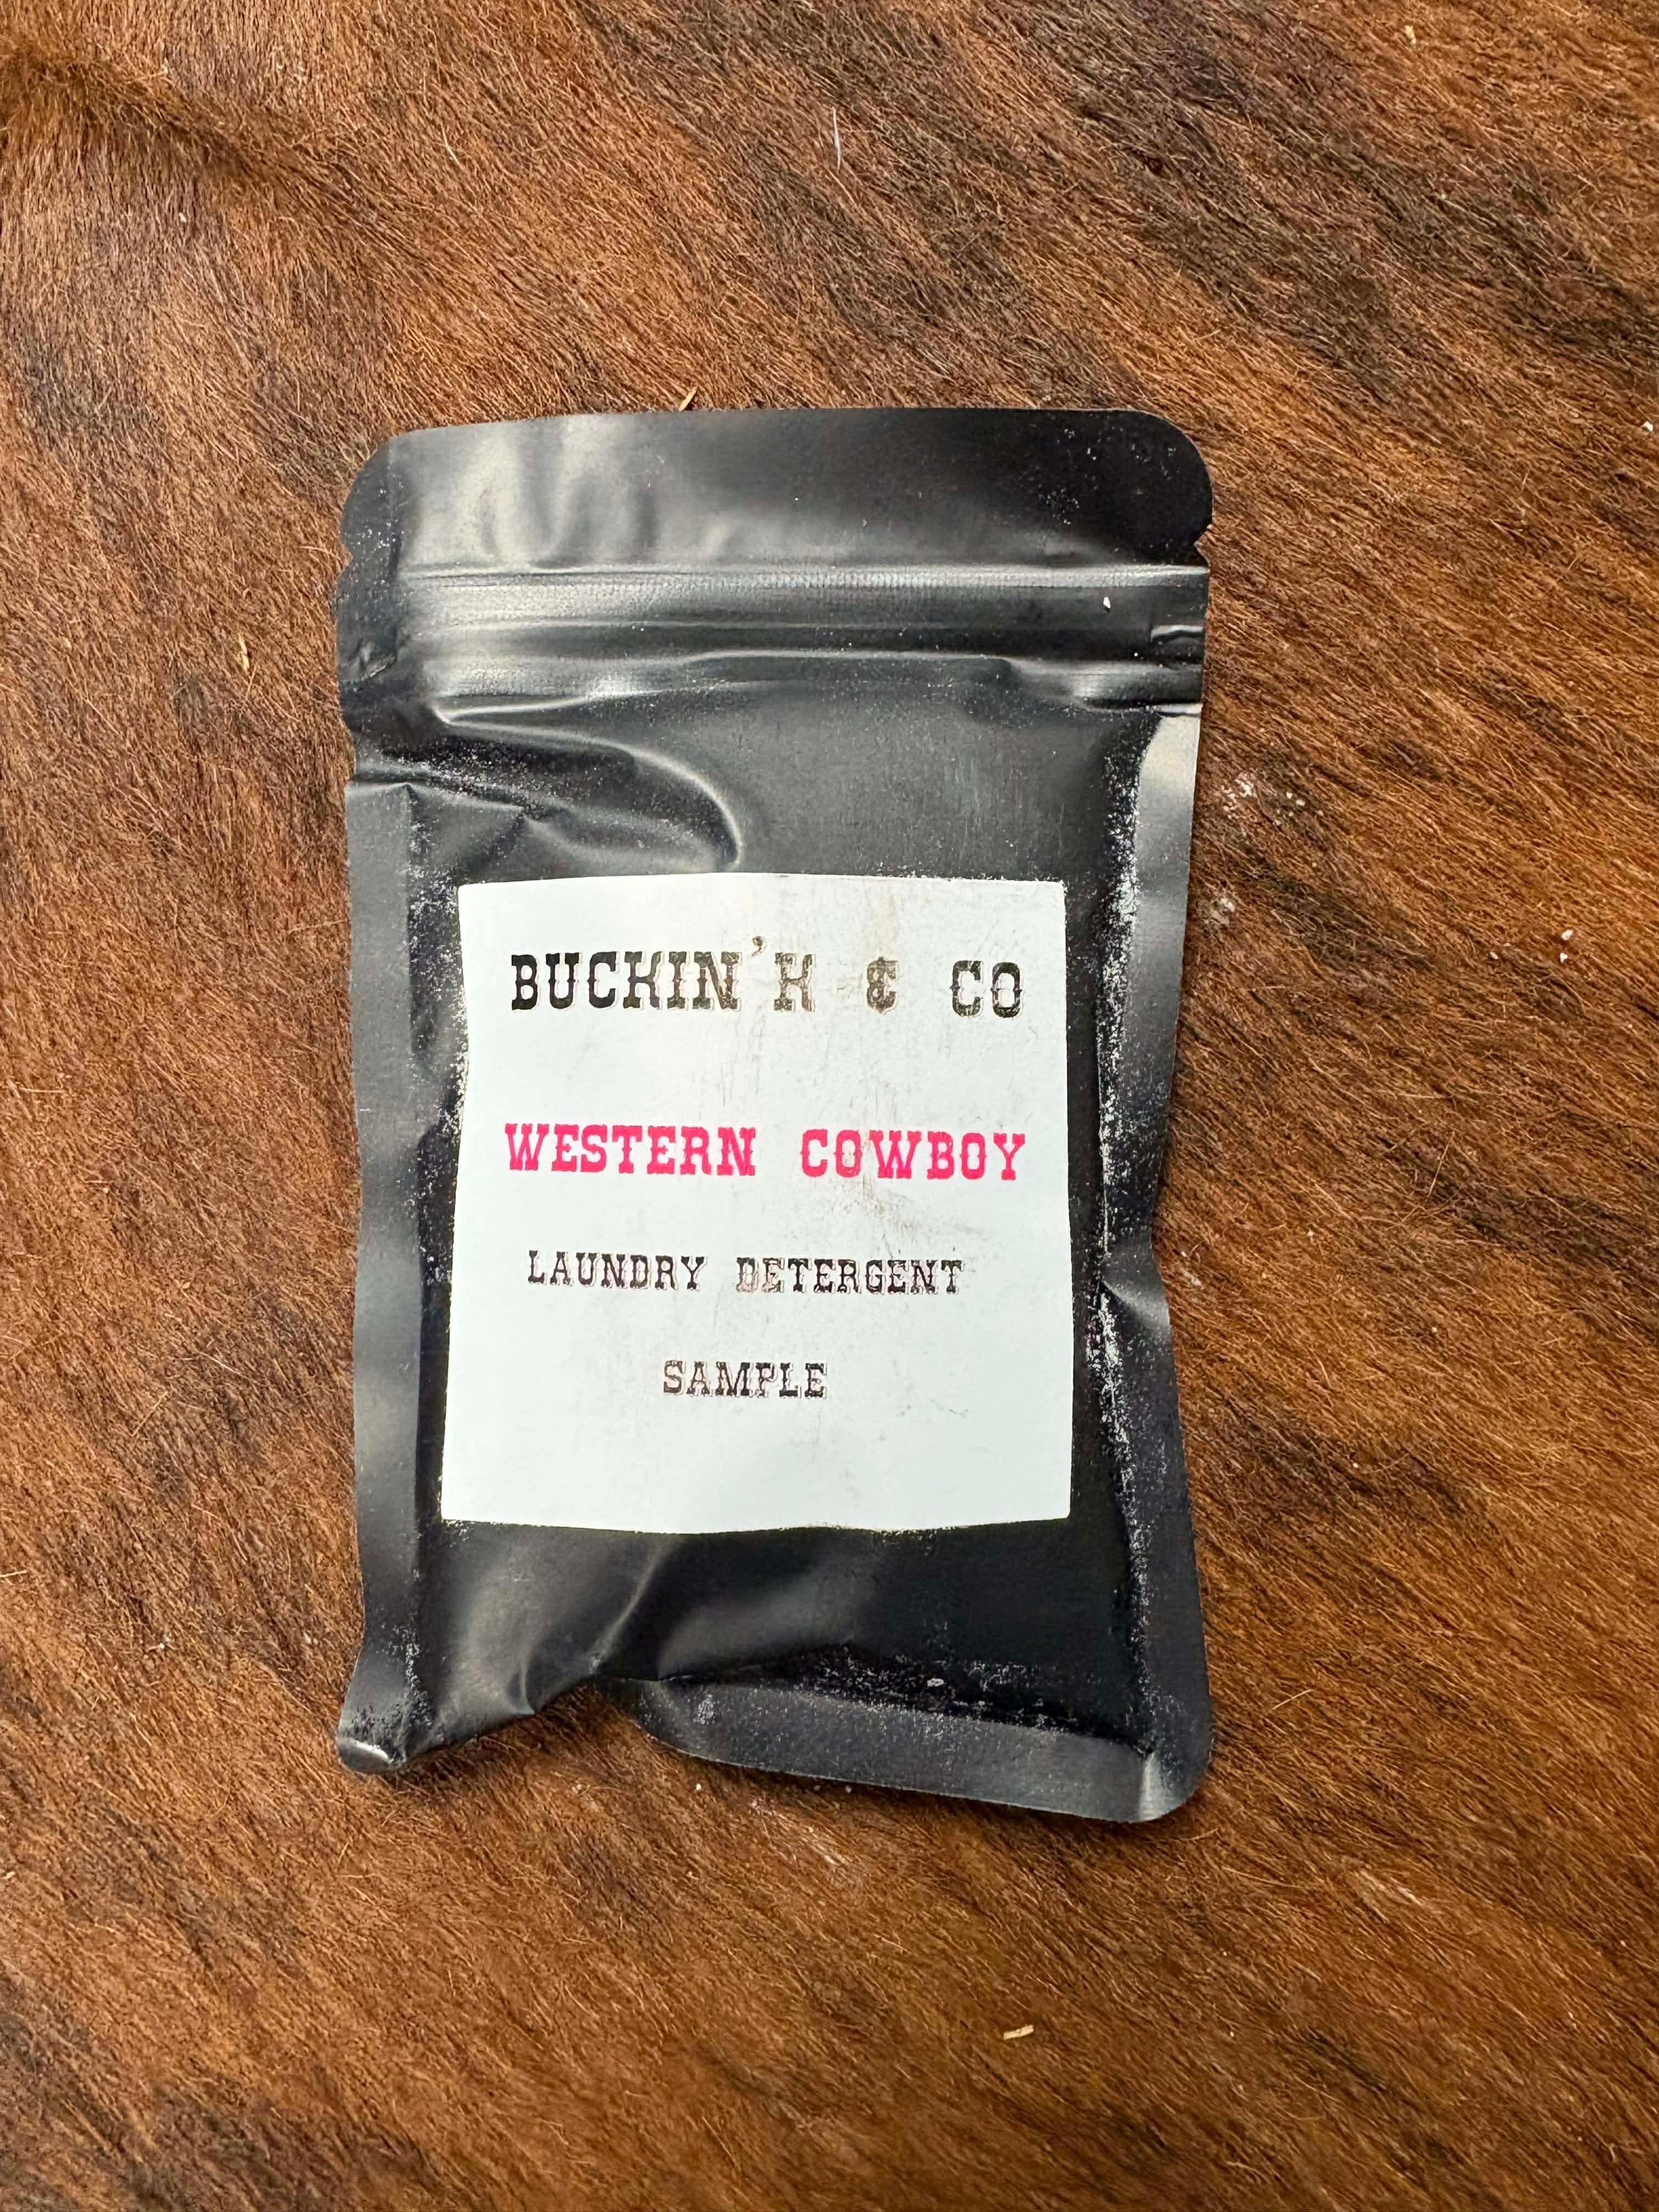 BUCKIN'H & CO
WESTERN COWBOY
LAUNDRY DETERGENT
SAMPLE